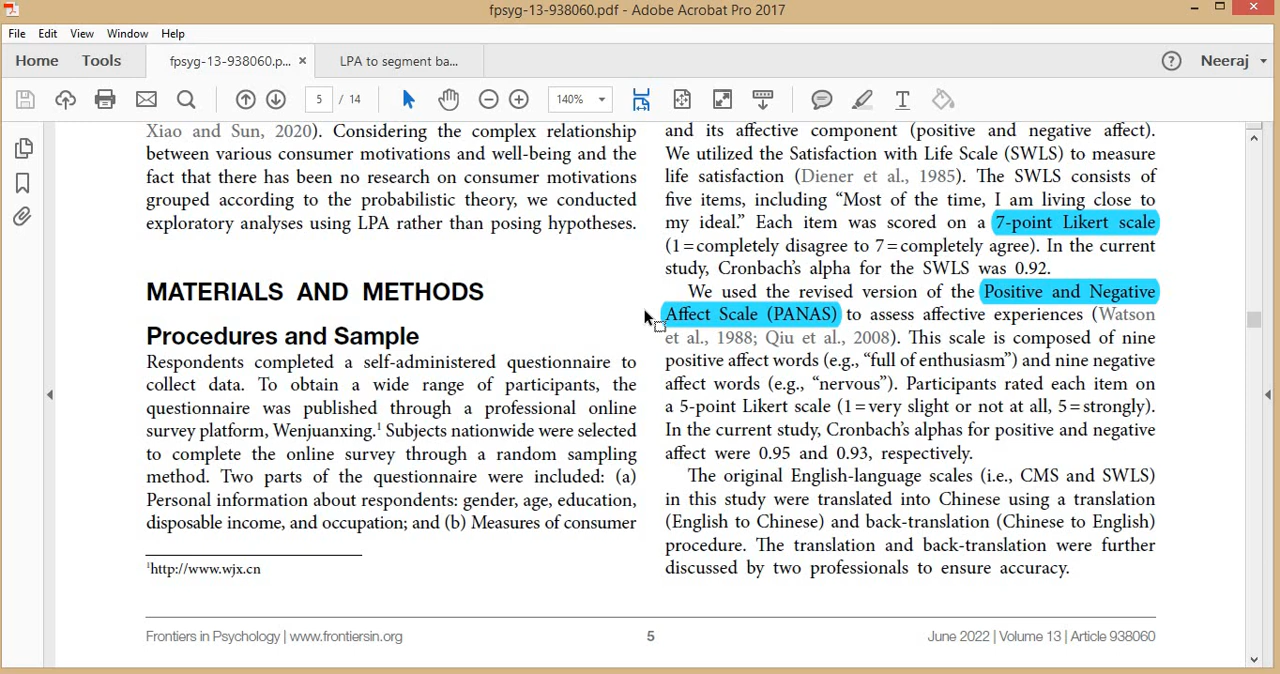 fpsyg-13-938060.pdf - Adobe Acrobat Pro 2017
File Edit View Window Help
Home Tools fpsyg-13-938060.p... × LPA to segment ba... Neeraj
5 / 14 140%
Xiao and Sun, 2020). Considering the complex relationship
between various consumer motivations and well-being and the
fact that there has been no research on consumer motivations
grouped according to the probabilistic theory, we conducted
exploratory analyses using LPA rather than posing hypotheses.
MATERIALS AND METHODS
Procedures and Sample
Respondents completed a self-administered questionnaire to
collect data. To obtain a wide range of participants, the
questionnaire was published through a professional online
survey platform, Wenjuanxing.¹ Subjects nationwide were selected
to complete the online survey through a random sampling
method. Two parts of the questionnaire were included: (a)
Personal information about respondents: gender, age, education,
disposable income, and occupation; and (b) Measures of consumer
¹http://www.wjx.cn
and its affective component (positive and negative affect).
We utilized the Satisfaction with Life Scale (SWLS) to measure
life satisfaction (Diener et al., 1985). The SWLS consists of
five items, including “Most of the time, I am living close to
my ideal.” Each item was scored on a 7-point Likert scale
(1=completely disagree to 7=completely agree). In the current
study, Cronbach’s alpha for the SWLS was 0.92.
We used the revised version of the Positive and Negative
Affect Scale (PANAS) to assess affective experiences (Watson
et al., 1988; Qiu et al., 2008). This scale is composed of nine
positive affect words (e.g., “full of enthusiasm”) and nine negative
affect words (e.g., “nervous”). Participants rated each item on
a 5-point Likert scale (1=very slight or not at all, 5=strongly).
In the current study, Cronbach’s alphas for positive and negative
affect were 0.95 and 0.93, respectively.
The original English-language scales (i.e., CMS and SWLS)
in this study were translated into Chinese using a translation
(English to Chinese) and back-translation (Chinese to English)
procedure. The translation and back-translation were further
discussed by two professionals to ensure accuracy.
Frontiers in Psychology | www.frontiersin.org 5 June 2022 | Volume 13 | Article 938060